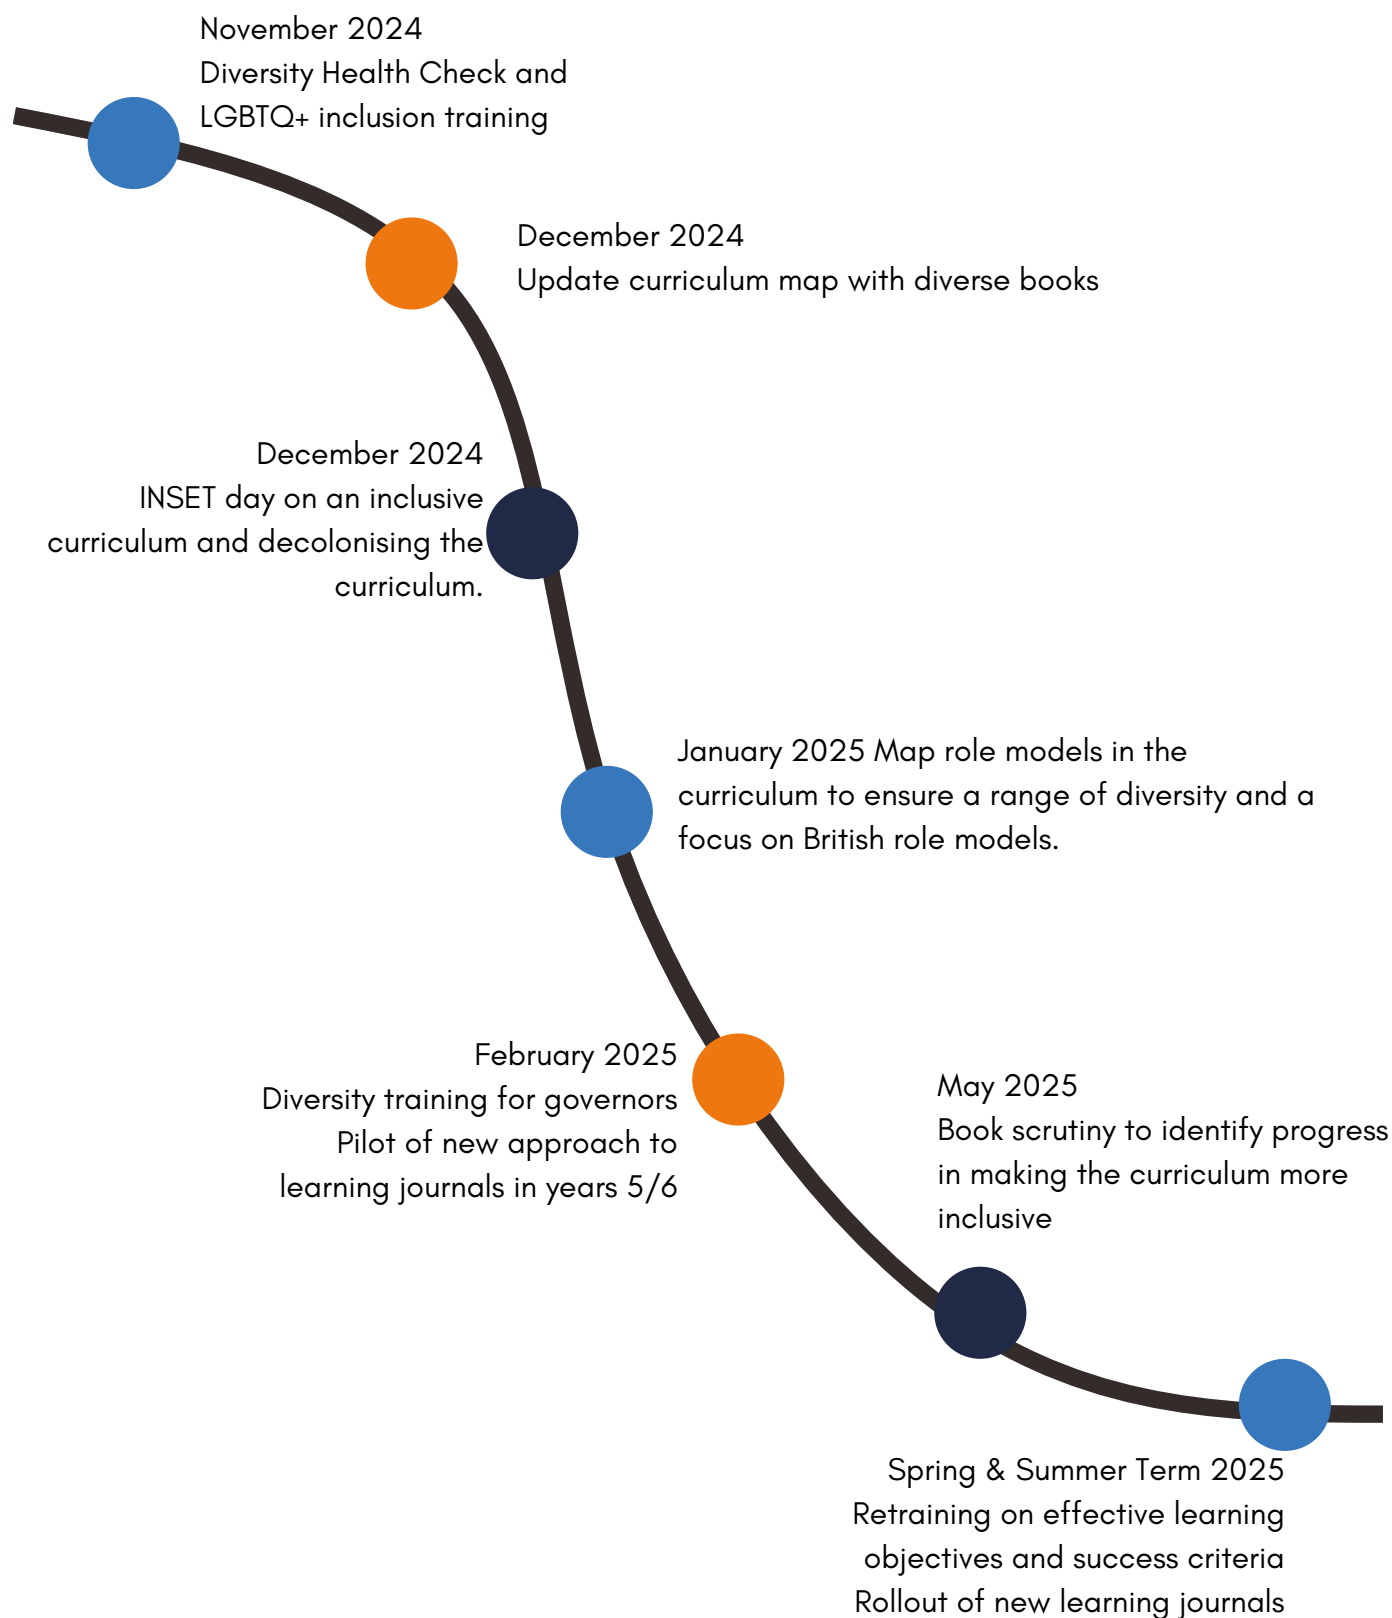 November 2024
Diversity Health Check and
LGBTQ+ inclusion training
December 2024
Update curriculum map with diverse books
December 2024
INSET day on an inclusive
curriculum and decolonising the
curriculum.
January 2025 Map role models in the
curriculum to ensure a range of diversity and a
focus on British role models.
February 2025
Diversity training for governors
Pilot of new approach to
learning journals in years 5/6
May 2025
Book scrutiny to identify progress
in making the curriculum more
inclusive
Spring & Summer Term 2025
Retraining on effective learning
objectives and success criteria
Rollout of new learning journals